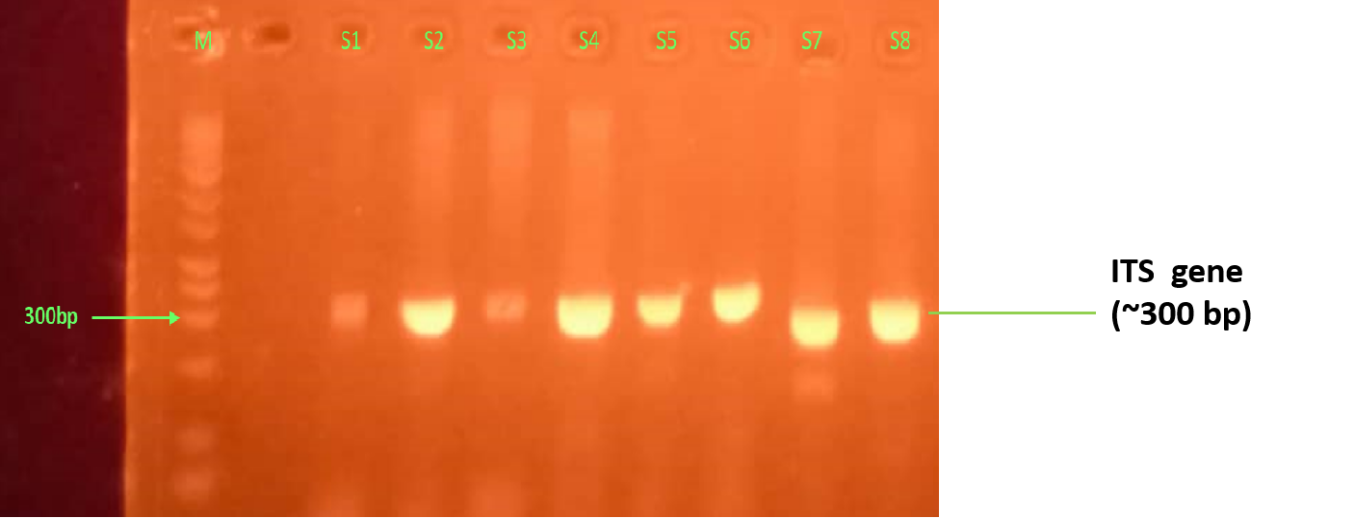 M S1 S2 S3 S4 S5 S6 S7 S8
300bp
ITS gene
(~300 bp)